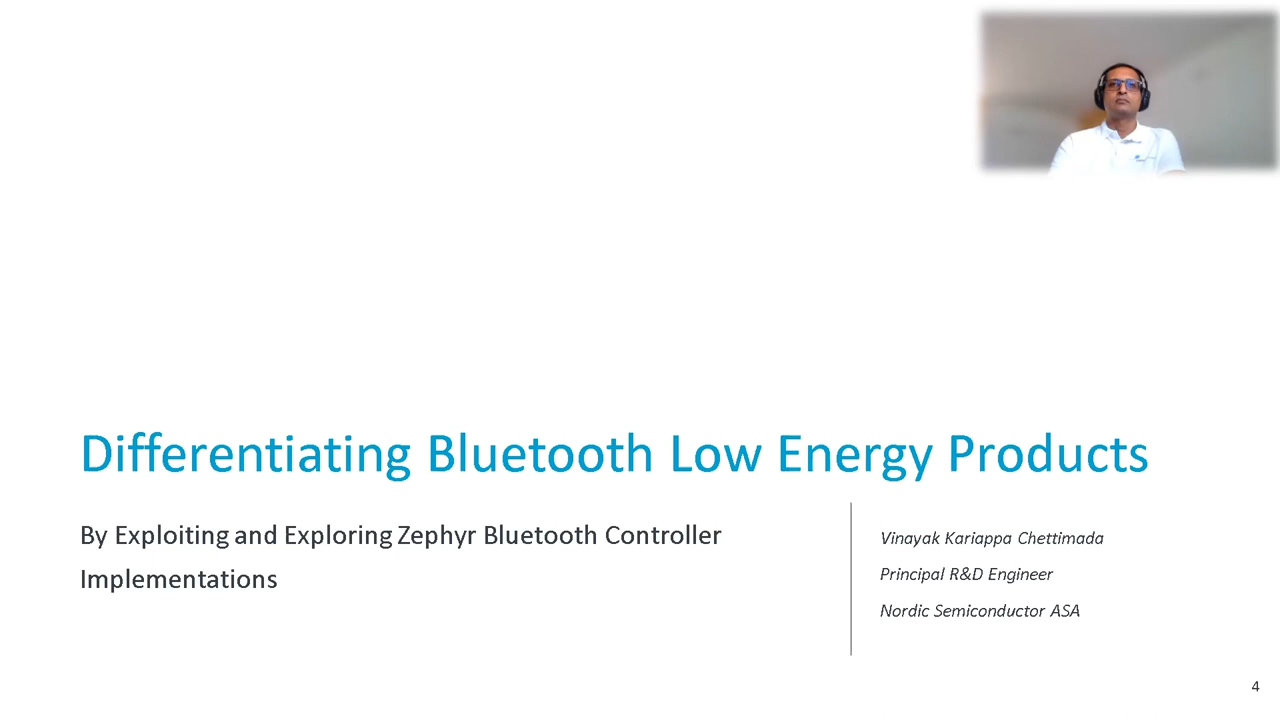 Differentiating Bluetooth Low Energy Products
By Exploiting and Exploring Zephyr Bluetooth Controller
Implementations
Vinayak Kariappa Chettimada
Principal R&D Engineer
Nordic Semiconductor ASA
4